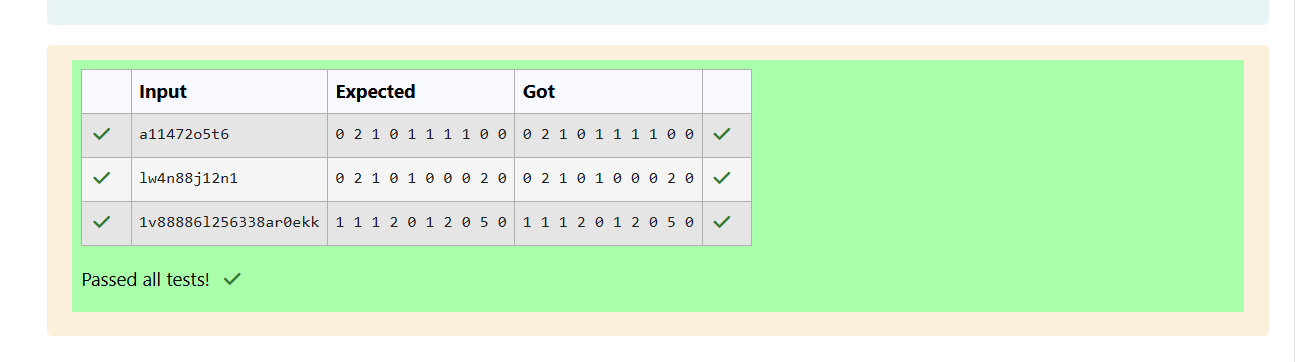 Input Expected Got
a11472o5t6 0 2 1 0 1 1 1 1 0 0 0 2 1 0 1 1 1 1 0 0
lw4n88j12n1 0 2 1 0 1 0 0 0 2 0 0 2 1 0 1 0 0 0 2 0
1v88886l256338ar0ekk 1 1 1 2 0 1 2 0 5 0 1 1 1 2 0 1 2 0 5 0
Passed all tests!